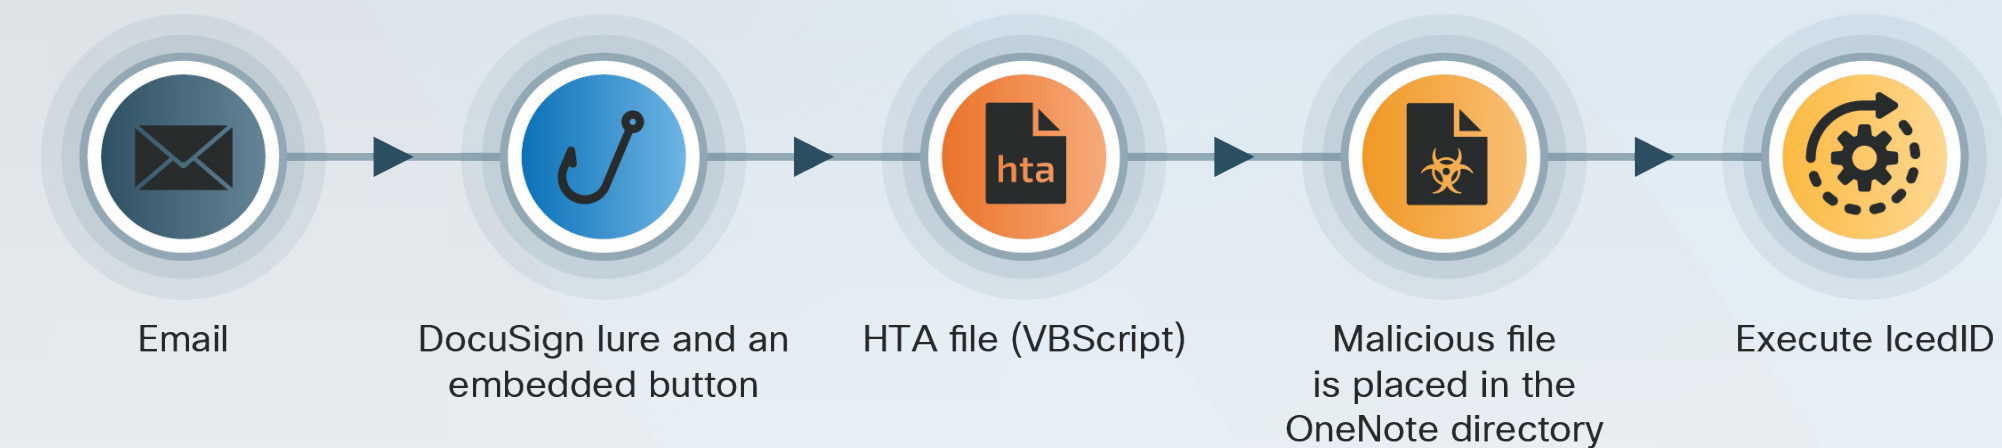 hta
Email
DocuSign lure and an
embedded button
HTA file (VBScript)
Malicious file
is placed in the
OneNote directory
Execute IcedID